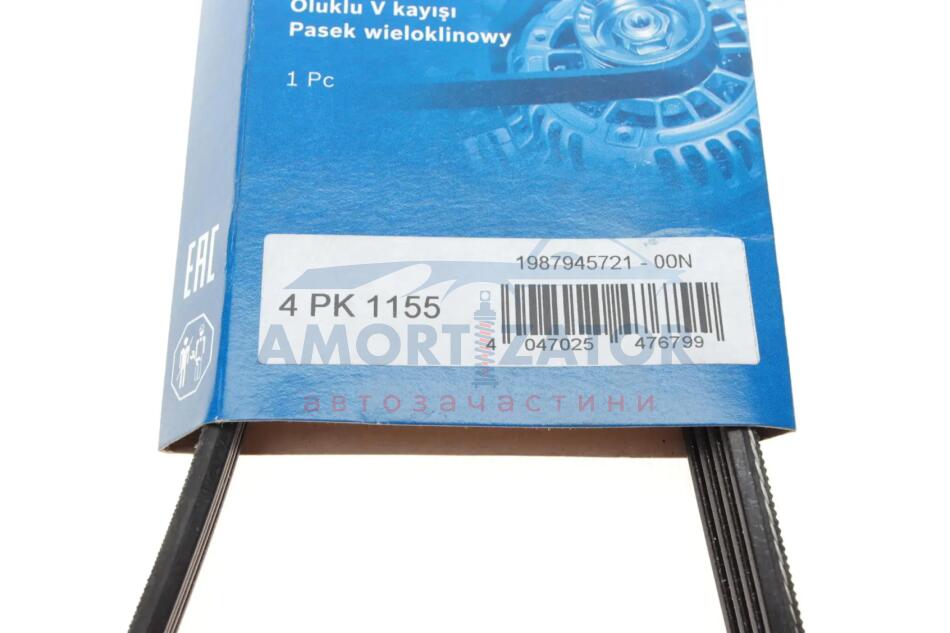 Oluklu V kayışı
Pasek wieloklinowy
1 Pc
EAC
1987945721 - 00N
4 PK 1155
4 047025 476799
AMORTIZATOR
автозачастини